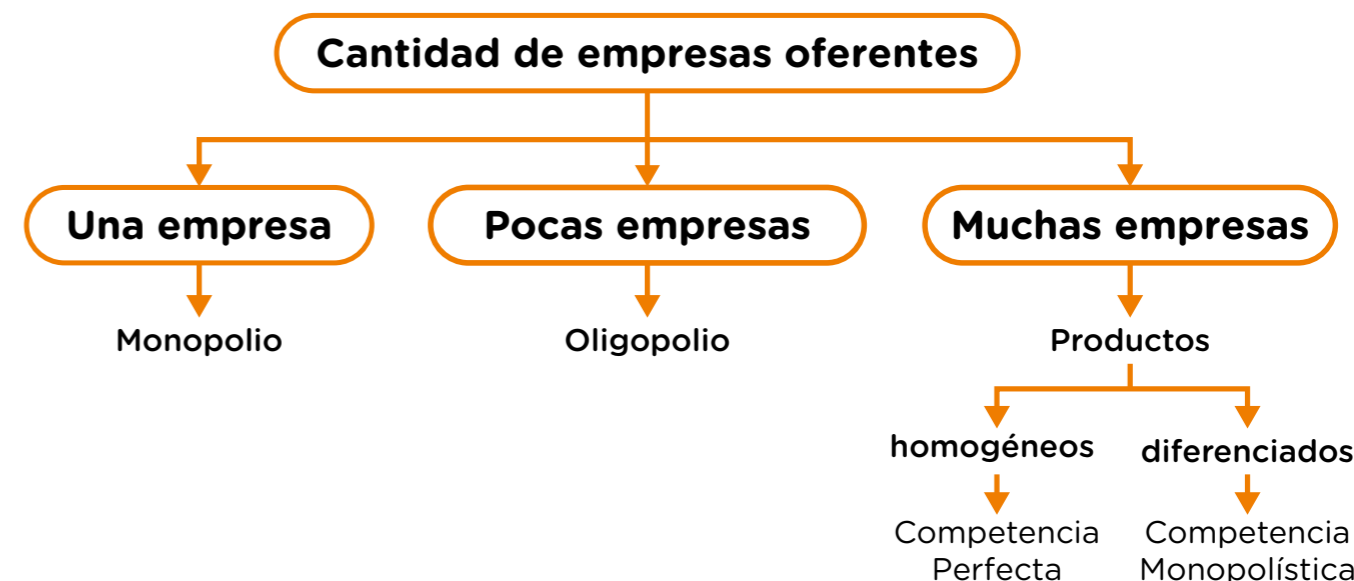 Cantidad de empresas oferentes
Una empresa
Pocas empresas
Muchas empresas
Monopolio
Oligopolio
Productos
homogéneos
diferenciados
Competencia
Perfecta
Competencia
Monopolística